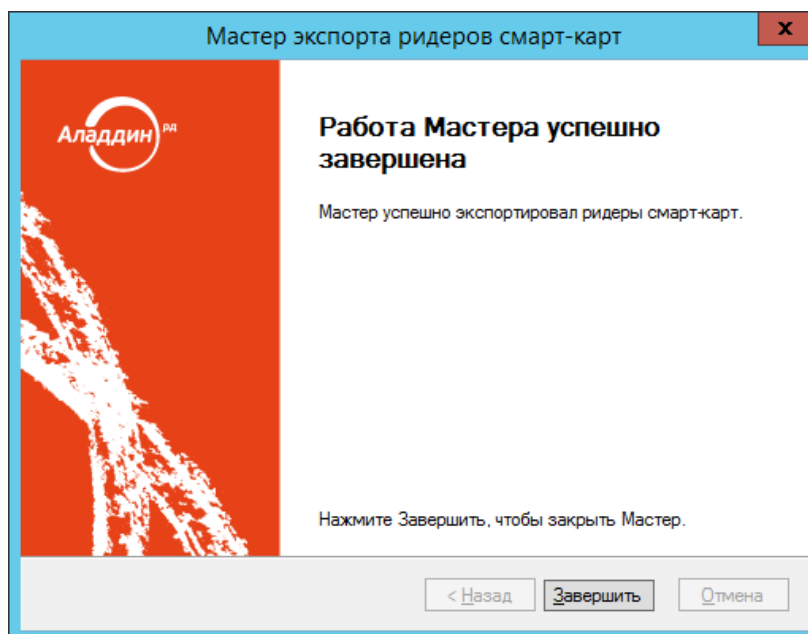 Мастер экспорта ридеров смарт-карт
x
Аладдин РД
Работа Мастера успешно
завершена
Мастер успешно экспортировал ридеры смарт-карт.
Нажмите Завершить, чтобы закрыть Мастер.
< Назад
Завершить
Отмена